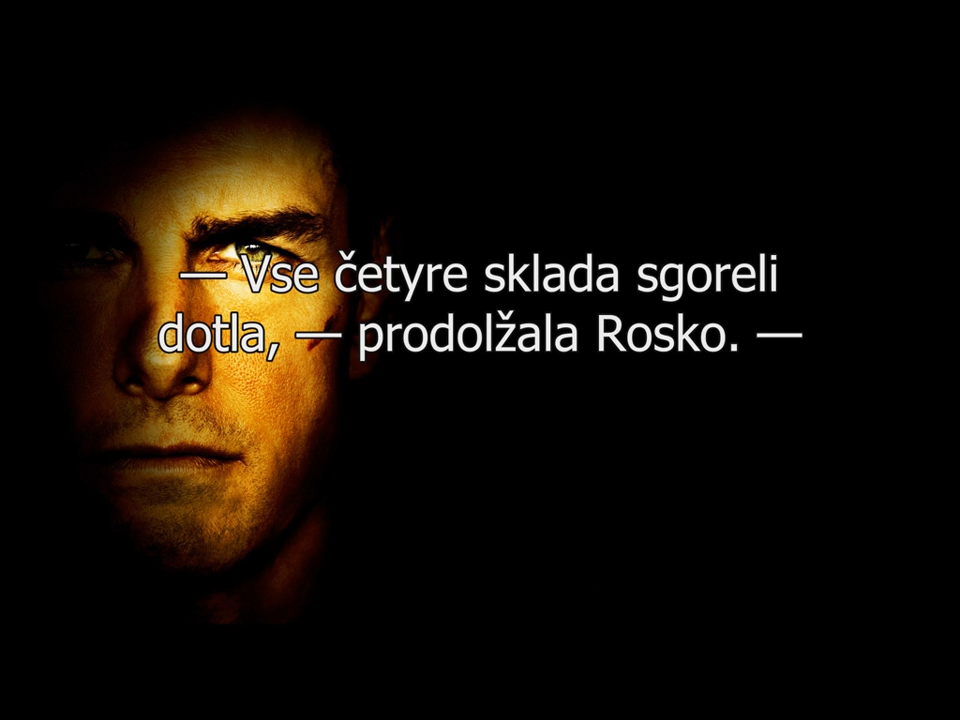 — Vse četyre sklada sgoreli
dotla, — prodolžala Rosko. —